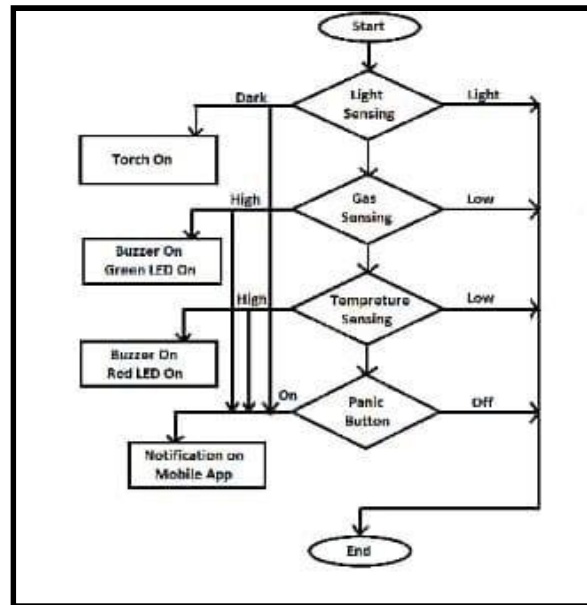 Start
Dark
Light
Sensing
Light
Torch On
High
Gas
Sensing
Low
Buzzer On
Green LED On
High
Tempreture
Sensing
Low
Buzzer On
Red LED On
On
Panic
Button
Off
Notification on
Mobile App
End